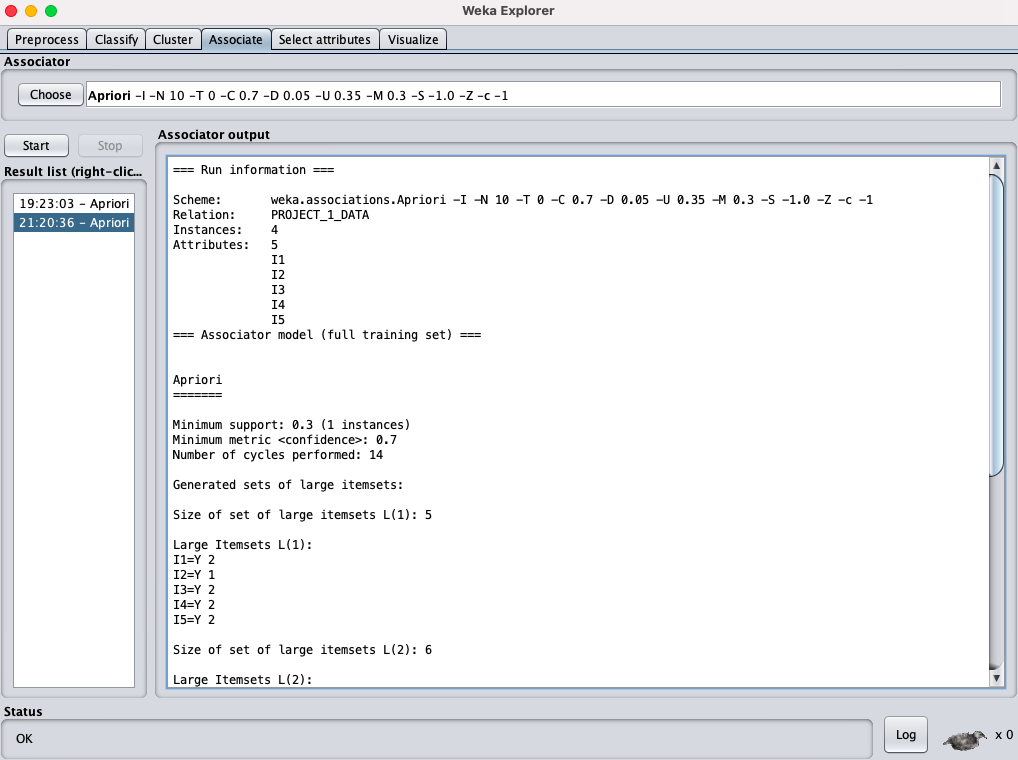 Weka Explorer
Preprocess Classify Cluster Associate Select attributes Visualize
Associator
Choose Apriori -I -N 10 -T 0 -C 0.7 -D 0.05 -U 0.35 -M 0.3 -S -1.0 -Z -c -1
Start Stop
Result list (right-clic...
19:23:03 - Apriori
21:20:36 - Apriori
Associator output
=== Run information ===
Scheme: weka.associations.Apriori -I -N 10 -T 0 -C 0.7 -D 0.05 -U 0.35 -M 0.3 -S -1.0 -Z -c -1
Relation: PROJECT_1_DATA
Instances: 4
Attributes: 5
I1
I2
I3
I4
I5
=== Associator model (full training set) ===
Apriori
=======
Minimum support: 0.3 (1 instances)
Minimum metric <confidence>: 0.7
Number of cycles performed: 14
Generated sets of large itemsets:
Size of set of large itemsets L(1): 5
Large Itemsets L(1):
I1=Y 2
I2=Y 1
I3=Y 2
I4=Y 2
I5=Y 2
Size of set of large itemsets L(2): 6
Large Itemsets L(2):
Status
OK
Log x 0